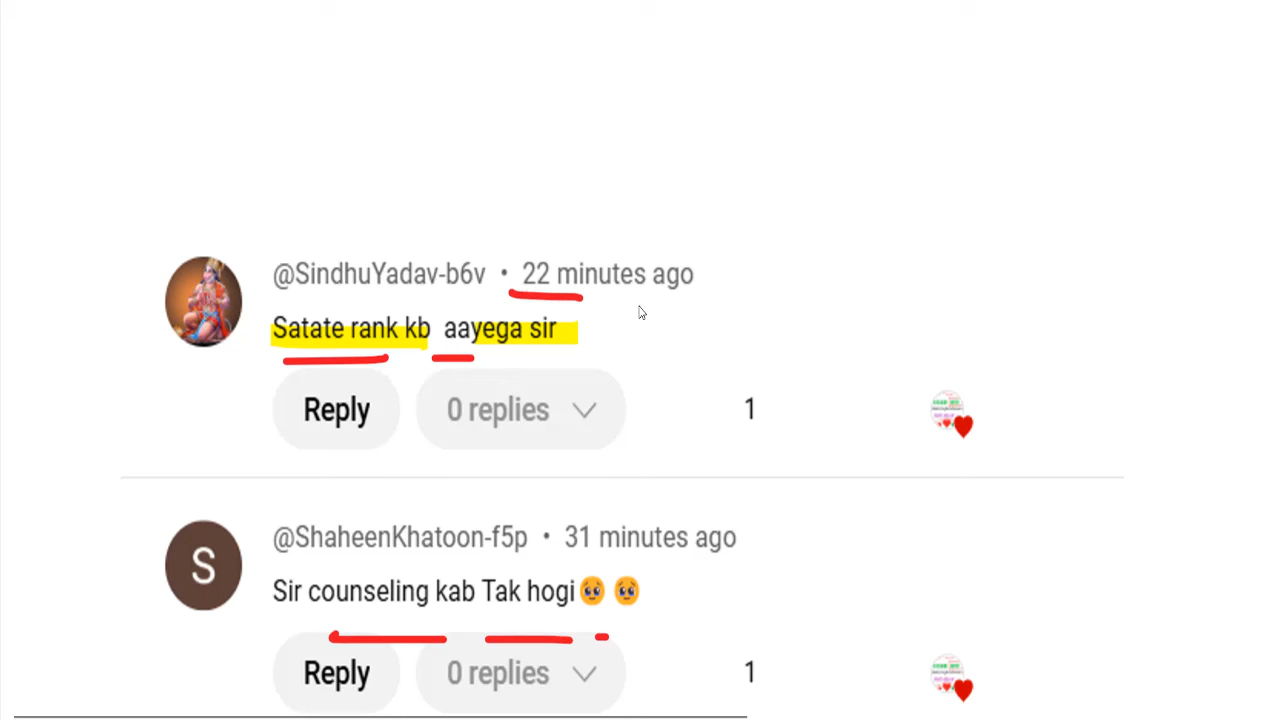 @SindhuYadav-b6v • 22 minutes ago
Satate rank kb aayega sir
Reply 0 replies 1
@ShaheenKhatoon-f5p • 31 minutes ago
S
Sir counseling kab Tak hogi🥺 🥺
Reply 0 replies 1